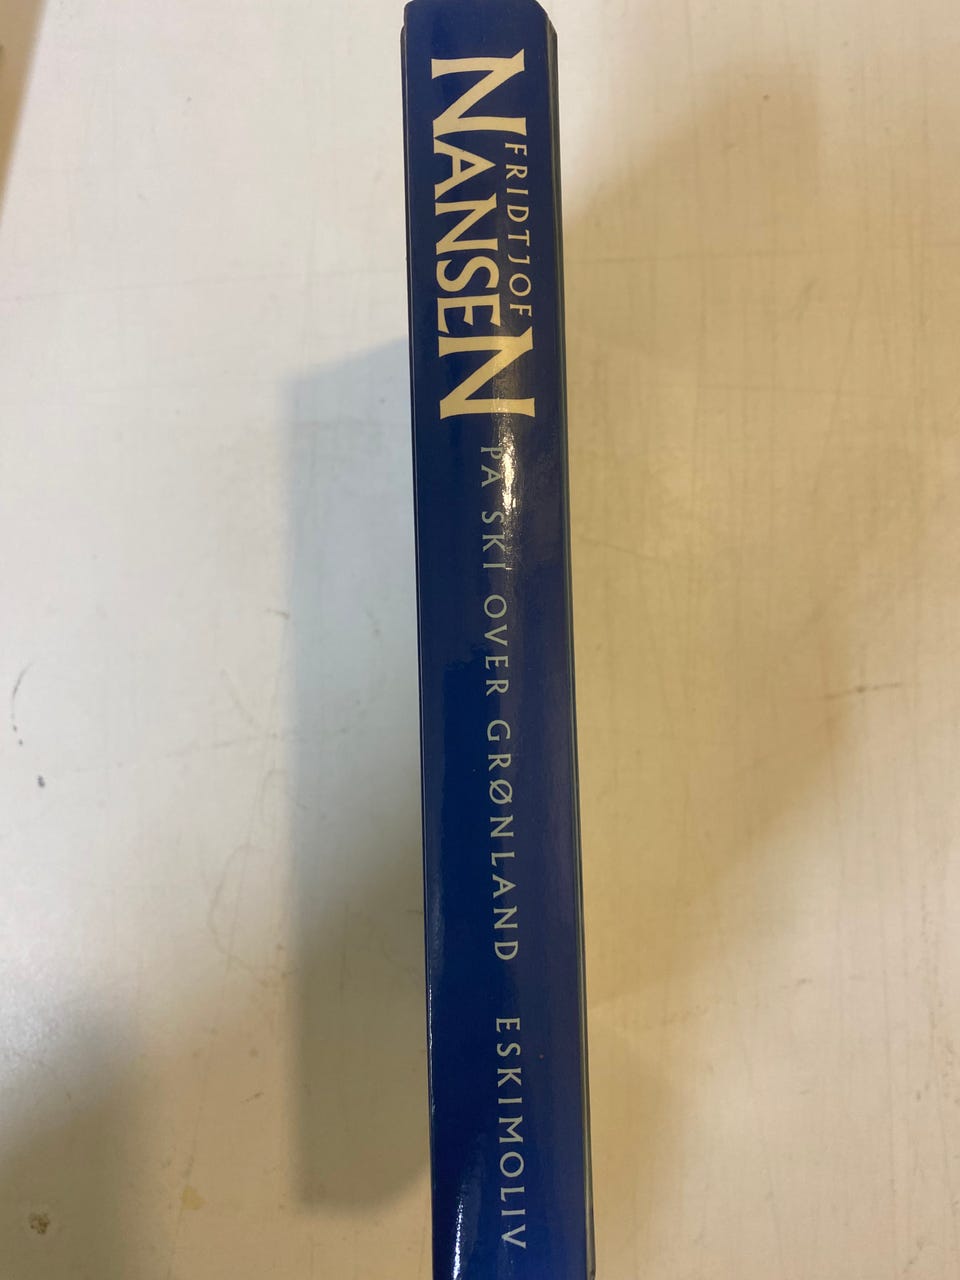 FRIDTJOF
NANSEN
PÅ SKI OVER GRØNLAND ESKIMOLIV